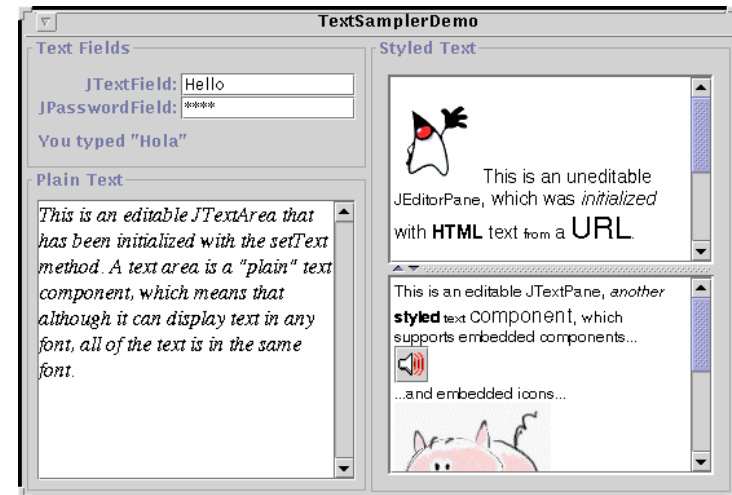 TextSamplerDemo
Text Fields
JTextField: Hello
JPasswordField: ****
You typed "Hola"
Plain Text
This is an editable JTextArea that
has been initialized with the setText
method. A text area is a "plain" text
component, which means that
although it can display text in any
font, all of the text is in the same
font.
Styled Text
This is an uneditable
JEditorPane, which was initialized
with HTML text from a URL.
This is an editable JTextPane, another
styled text component, which
supports embedded components...
...and embedded icons...